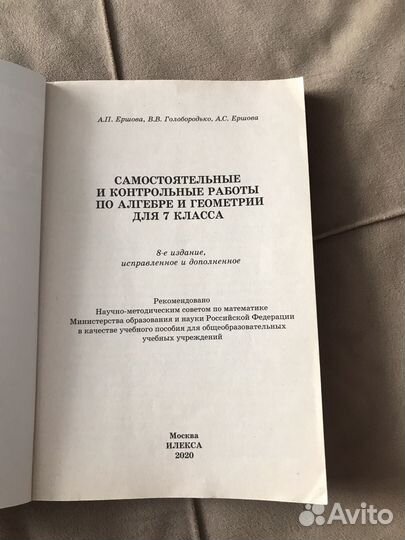 А.П. Ершова, В.В. Голобородько, А.С. Ершова
САМОСТОЯТЕЛЬНЫЕ
И КОНТРОЛЬНЫЕ РАБОТЫ
ПО АЛГЕБРЕ И ГЕОМЕТРИИ
ДЛЯ 7 КЛАССА
8-е издание,
исправленное и дополненное
Рекомендовано
Научно-методическим советом по математике
Министерства образования и науки Российской Федерации
в качестве учебного пособия для общеобразовательных
учебных учреждений
Москва
ИЛЕКСА
2020
Avito